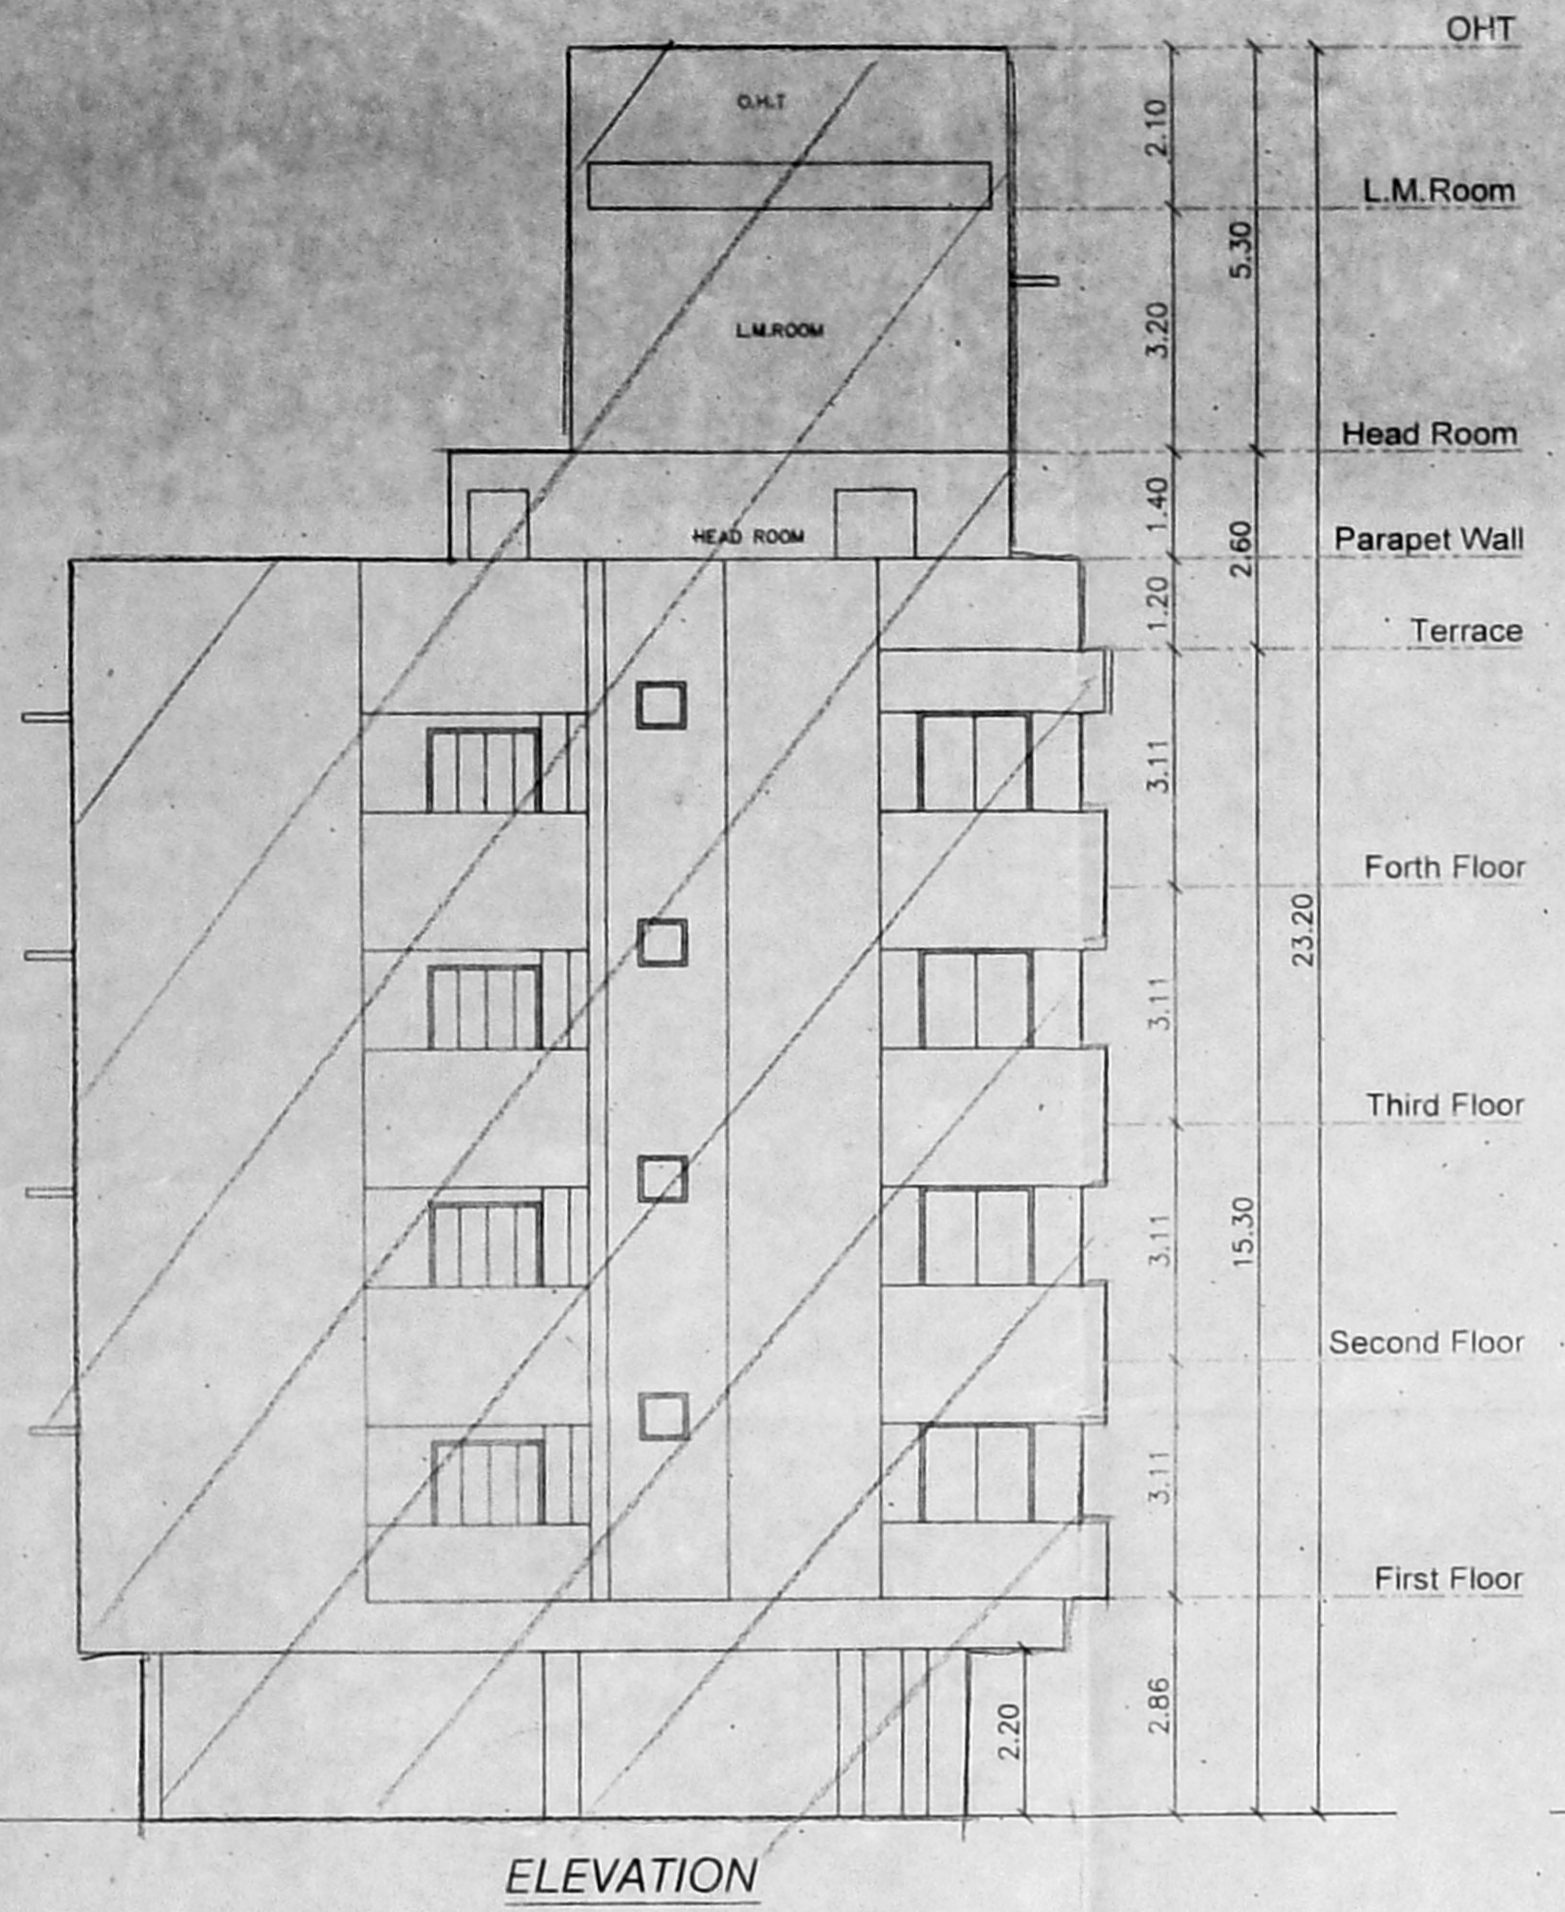 OHT
O.H.T
2.10
L.M.Room
5.30
L.M.ROOM
3.20
Head Room
1.40
HEAD ROOM
Parapet Wall
2.60
1.20
Terrace
3.11
Forth Floor
23.20
3.11
Third Floor
3.11
15.30
Second Floor
3.11
First Floor
2.86
2.20
ELEVATION